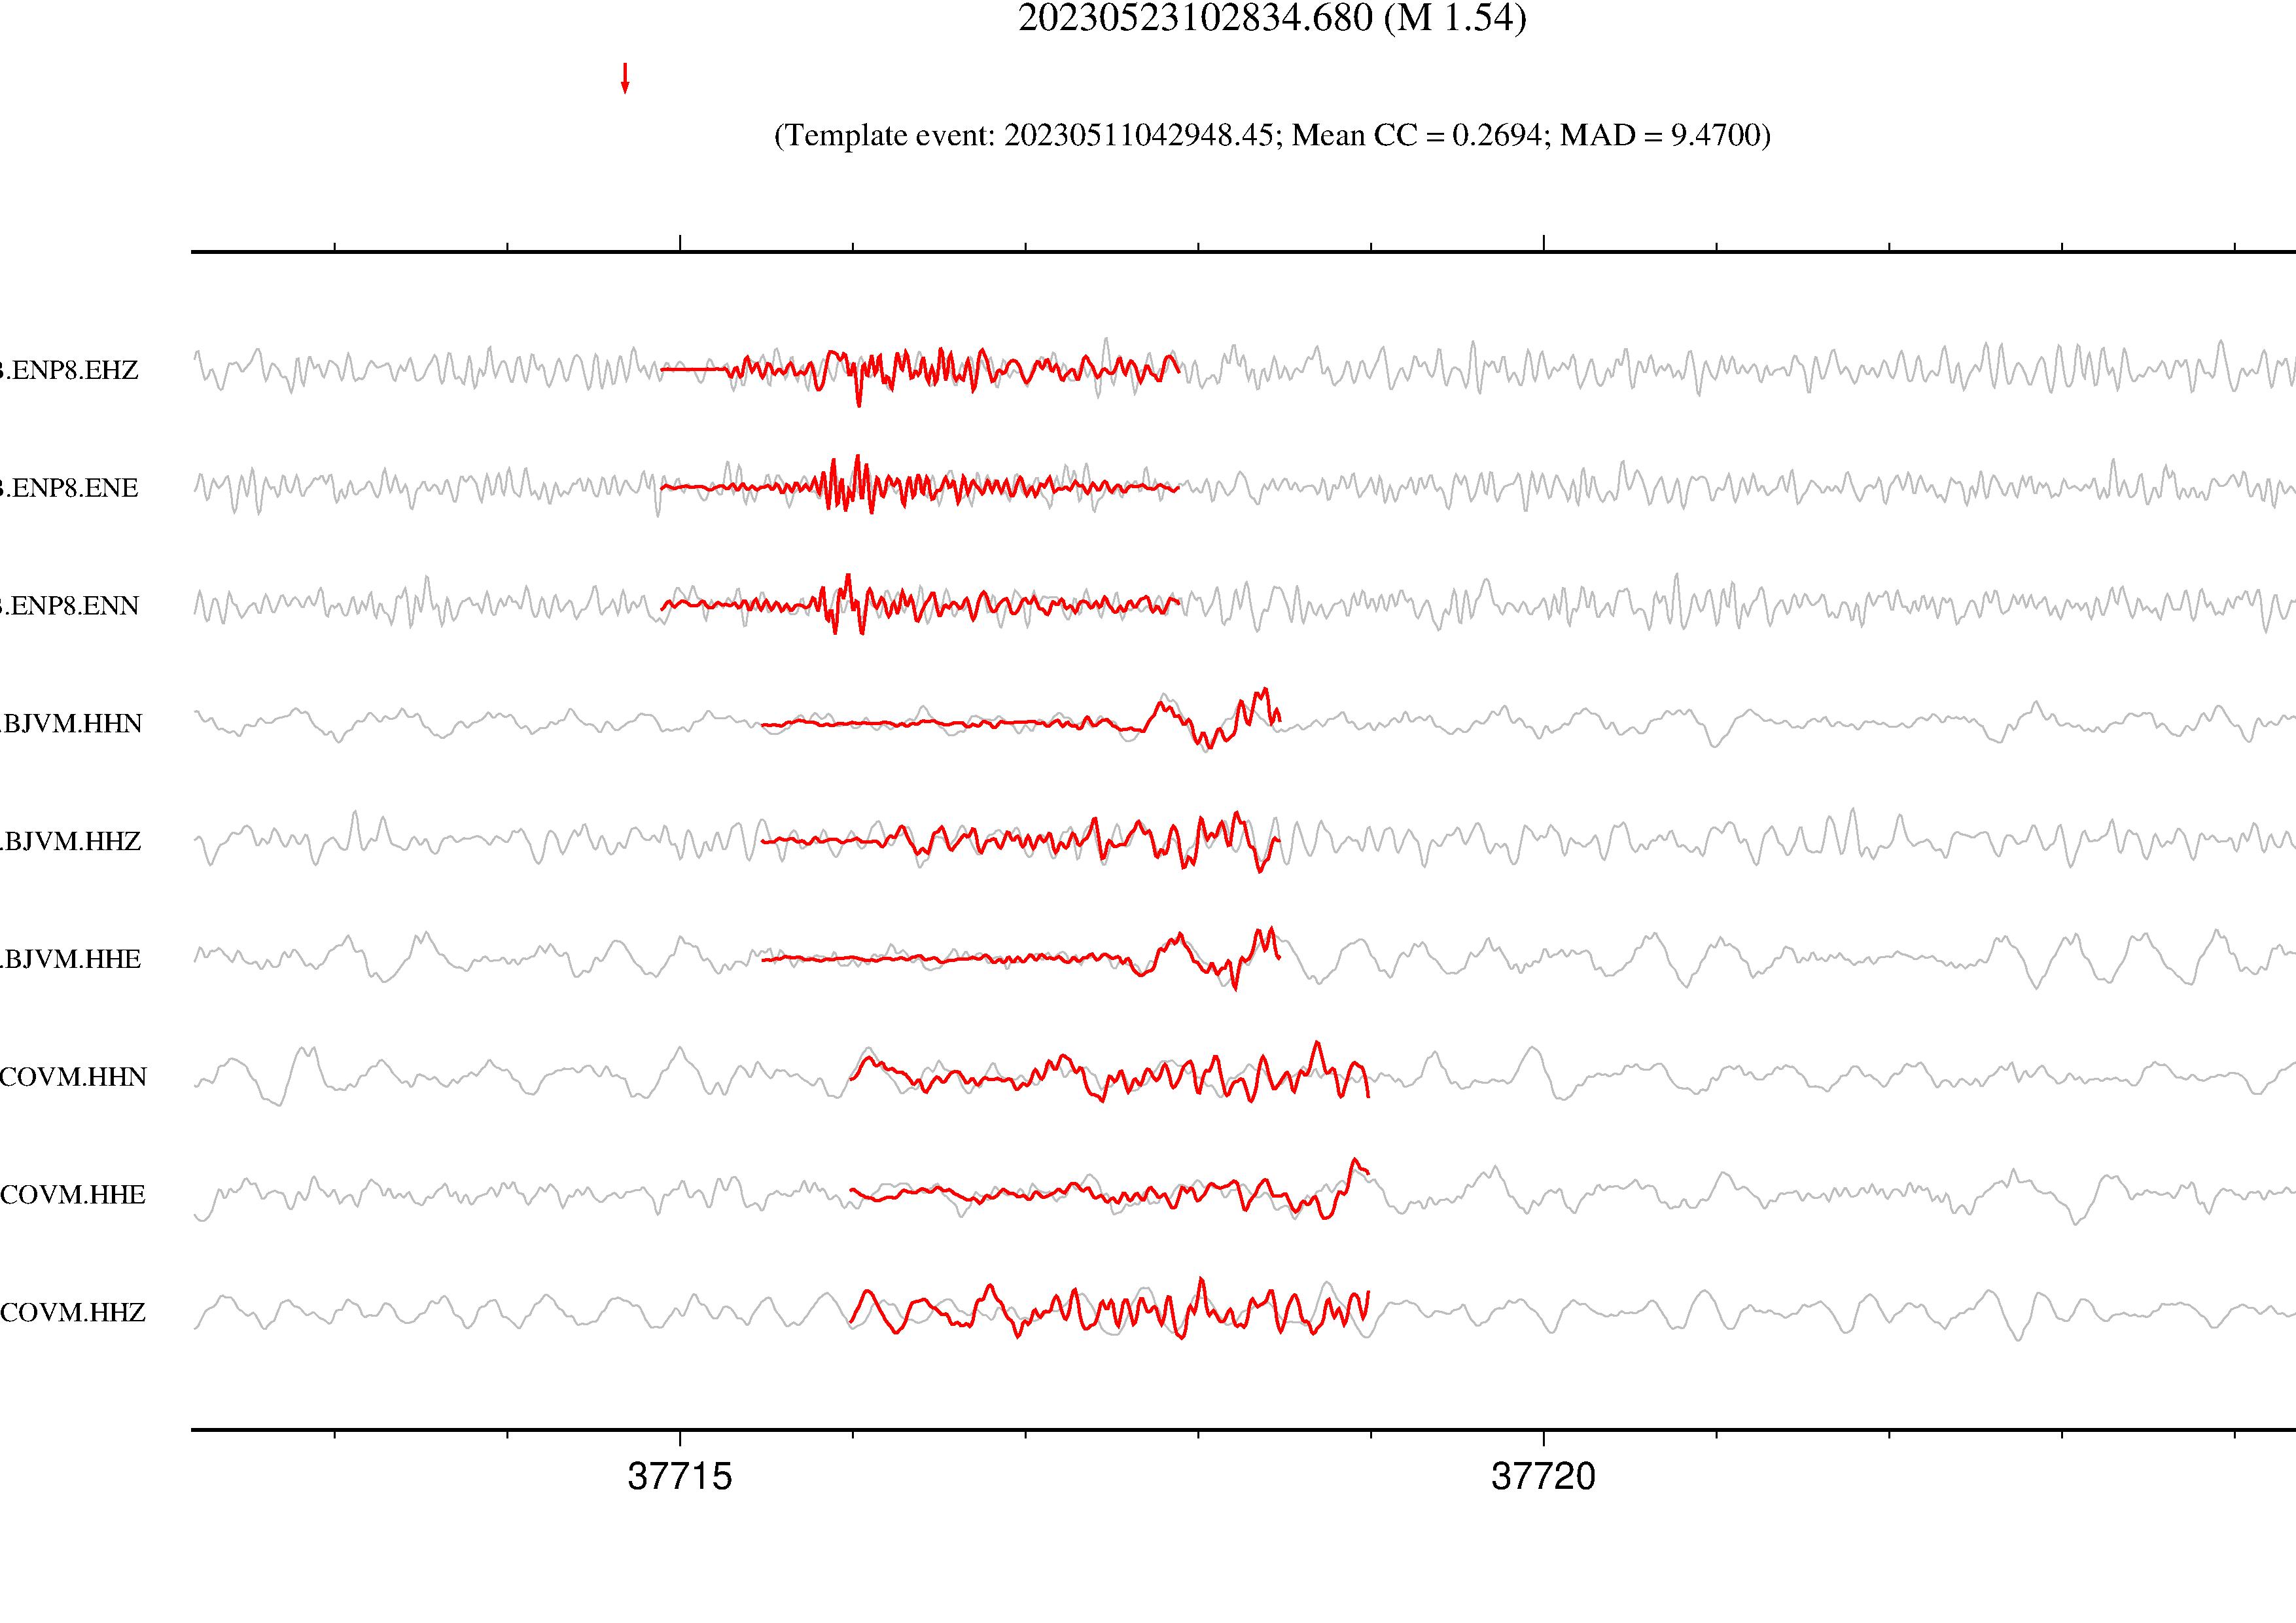 20230523102834.680 (M 1.54)
(Template event: 20230511042948.45; Mean CC = 0.2694; MAD = 9.4700)
.ENP8.EHZ
.ENP8.ENE
.ENP8.ENN
.BJVM.HHN
.BJVM.HHZ
.BJVM.HHE
COVM.HHN
COVM.HHE
COVM.HHZ
37715 37720